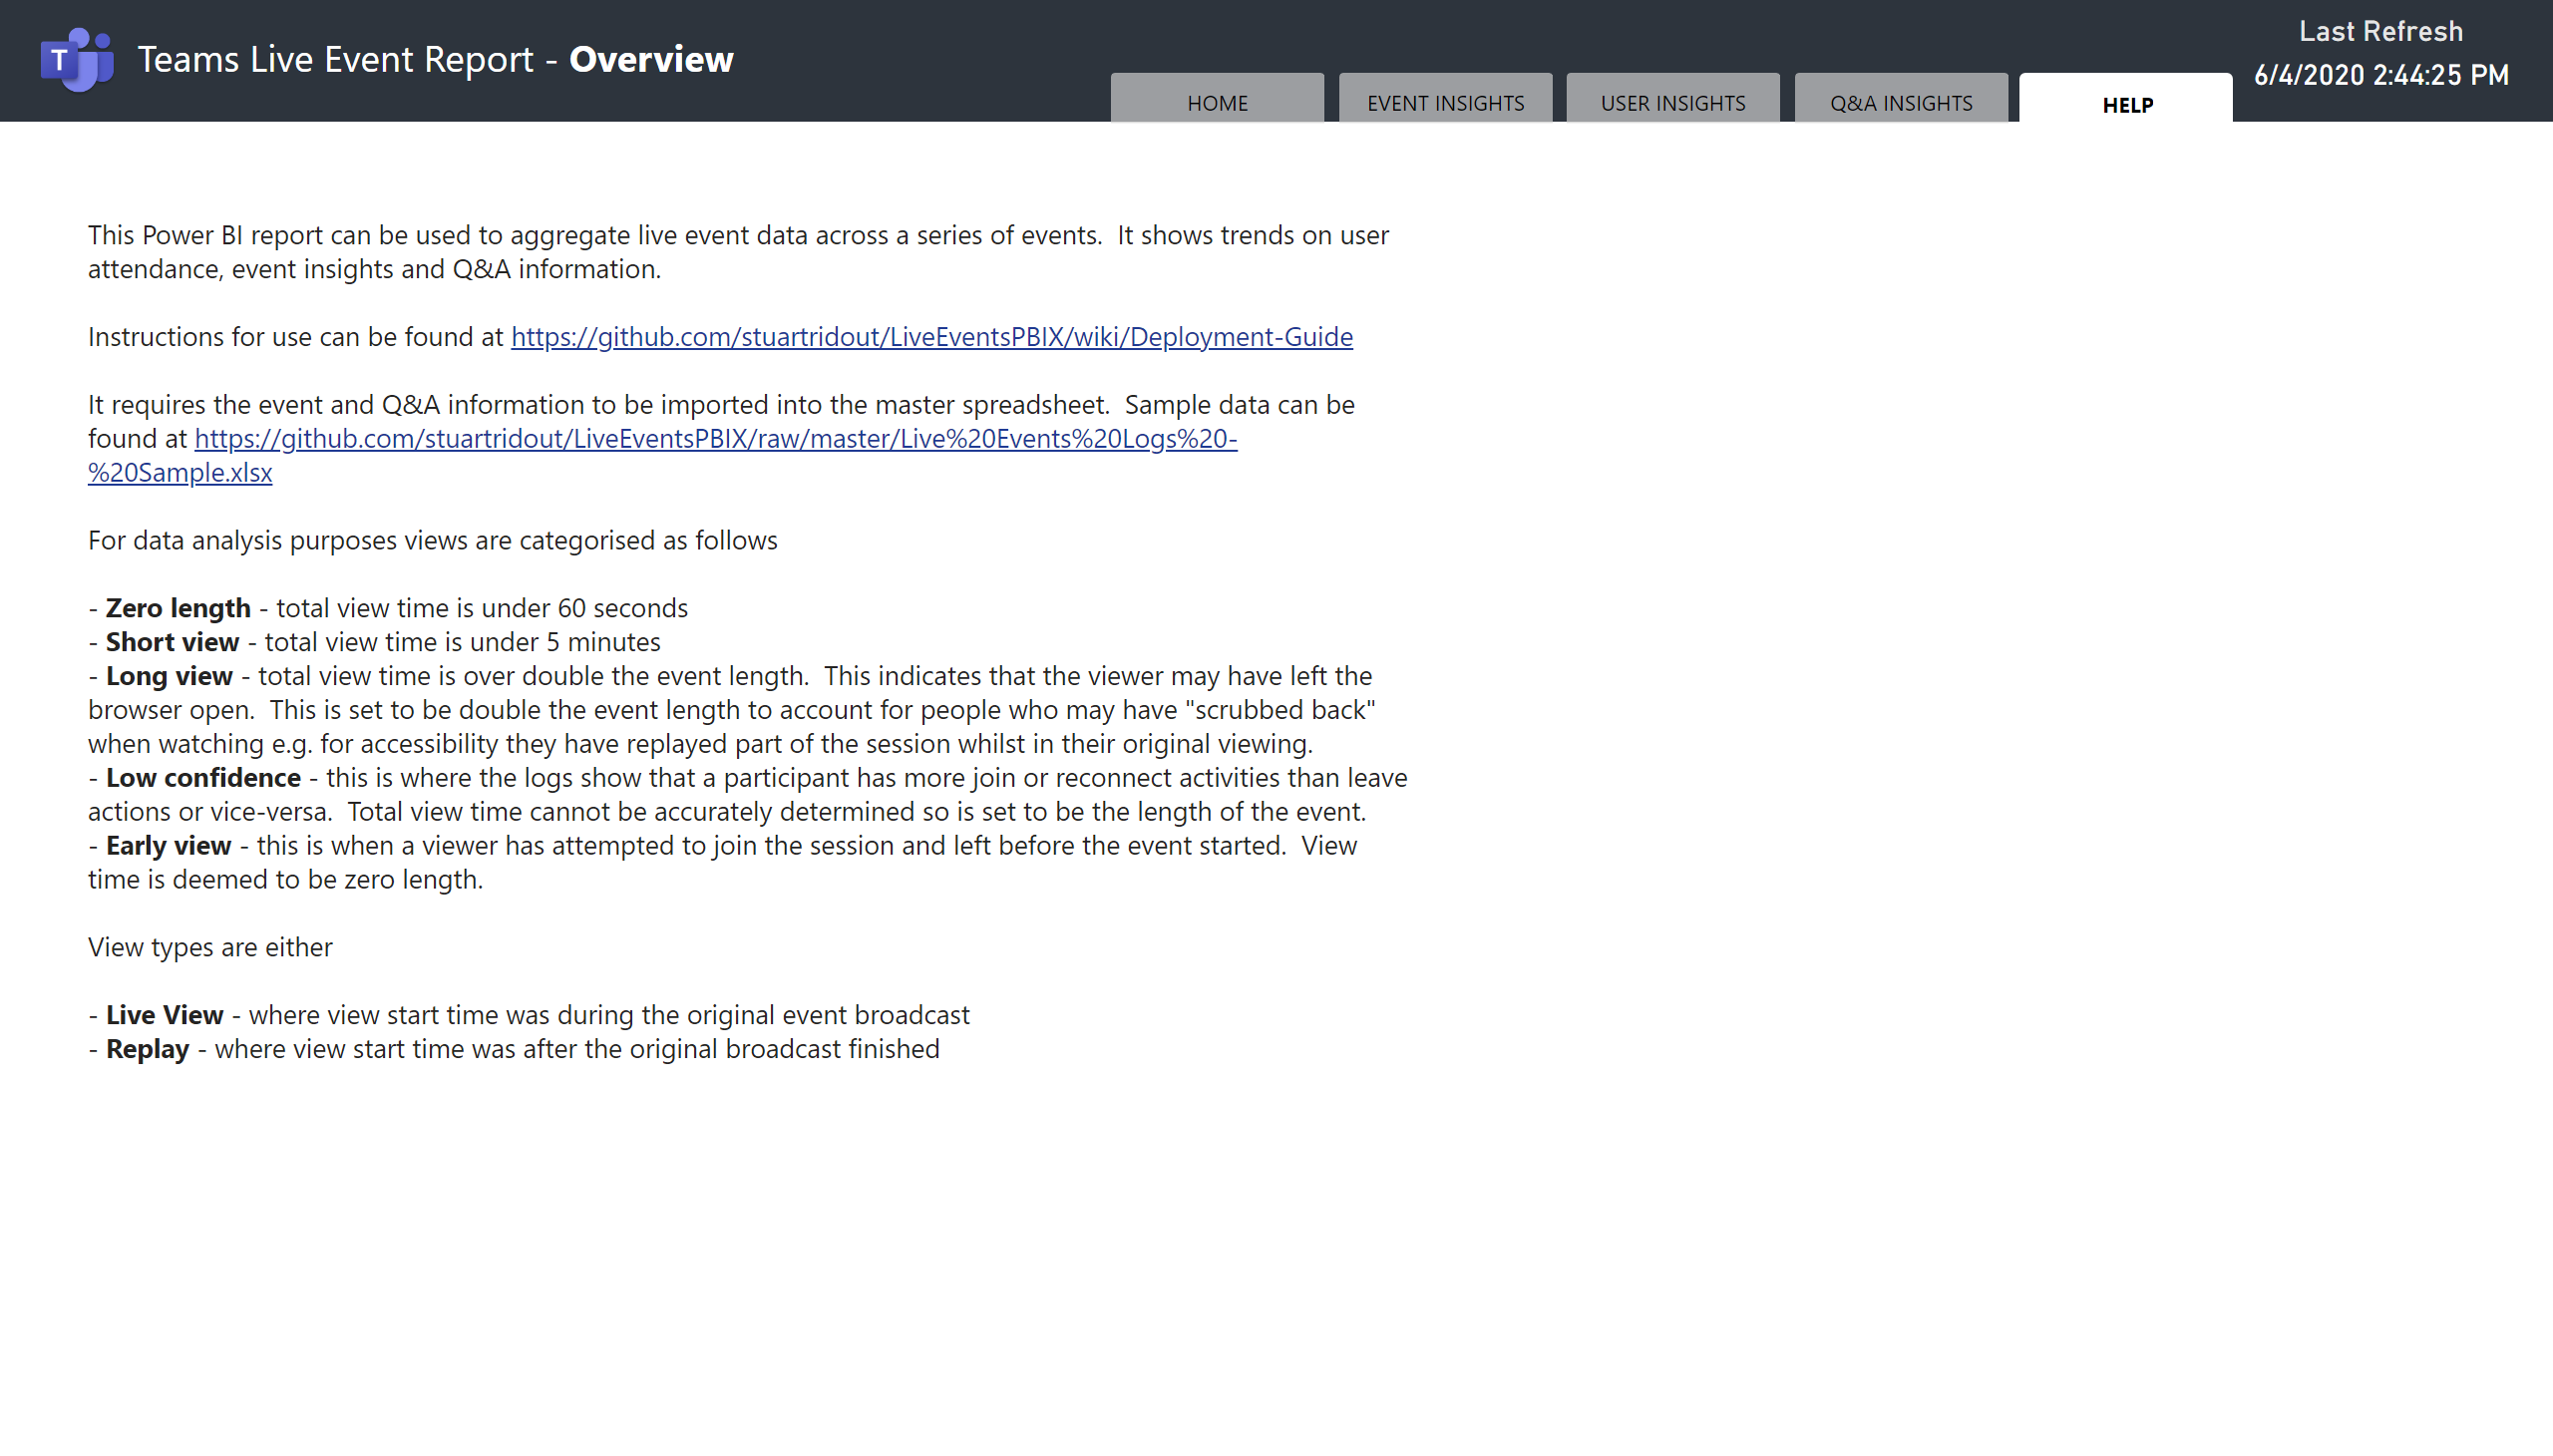 T
Teams Live Event Report - Overview
Last Refresh
6/4/2020 2:44:25 PM
HOME
EVENT INSIGHTS
USER INSIGHTS
Q&A INSIGHTS
HELP
This Power BI report can be used to aggregate live event data across a series of events.  It shows trends on user
attendance, event insights and Q&A information.
Instructions for use can be found at https://github.com/stuartridout/LiveEventsPBIX/wiki/Deployment-Guide
It requires the event and Q&A information to be imported into the master spreadsheet.  Sample data can be
found at https://github.com/stuartridout/LiveEventsPBIX/raw/master/Live%20Events%20Logs%20-
%20Sample.xlsx
For data analysis purposes views are categorised as follows
- Zero length - total view time is under 60 seconds
- Short view - total view time is under 5 minutes
- Long view - total view time is over double the event length.  This indicates that the viewer may have left the
browser open.  This is set to be double the event length to account for people who may have "scrubbed back"
when watching e.g. for accessibility they have replayed part of the session whilst in their original viewing.
- Low confidence - this is where the logs show that a participant has more join or reconnect activities than leave
actions or vice-versa.  Total view time cannot be accurately determined so is set to be the length of the event.
- Early view - this is when a viewer has attempted to join the session and left before the event started.  View
time is deemed to be zero length.
View types are either
- Live View - where view start time was during the original event broadcast
- Replay - where view start time was after the original broadcast finished